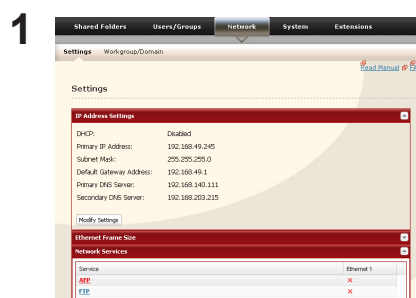 1
Shared Folders Users/Groups Network System Extensions
Settings Workgroup/Domain
Read Manual
Settings
IP Address Settings
DHCP: Disabled
Primary IP Address: 192.168.49.245
Subnet Mask: 255.255.255.0
Default Gateway Address: 192.168.49.1
Primary DNS Server: 192.168.140.111
Secondary DNS Server: 192.168.203.215
Modify Settings
Ethernet Frame Size
Network Services
Service Ethernet 1
AFP
FTP